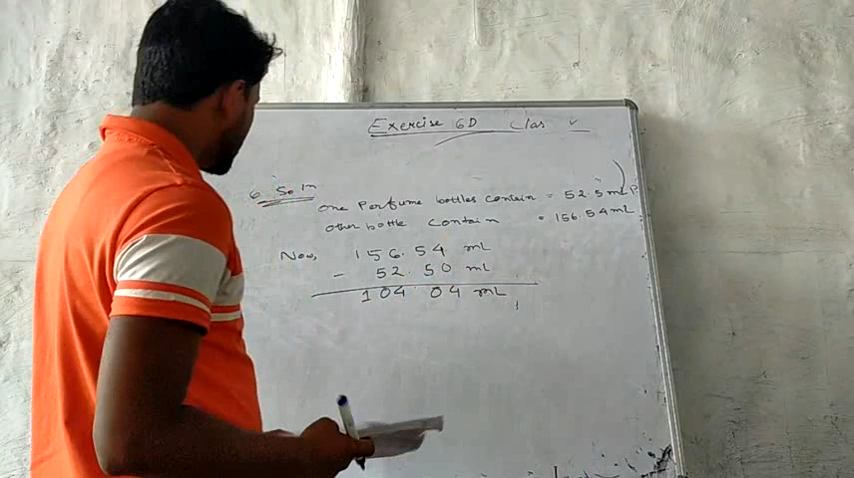 Exercise 6D Clas V
6. Soln
One Perfume bottles contain = 52.5 mL
other bottle contain = 156.54 mL
Now, 156.54 mL
- 52.50 mL
104.04 mL